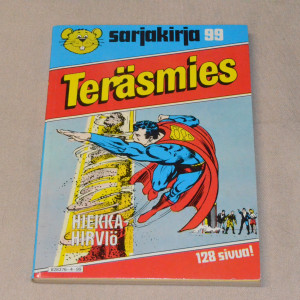 sarjakirja 99
Teräsmies
HIEKKA
HIRVIÖ
128 sivua!